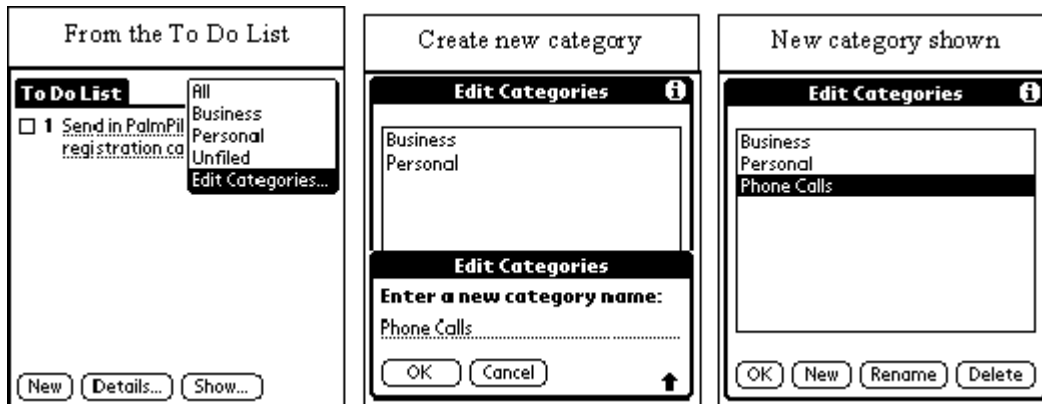 From the To Do List
To Do List
All
Business
Personal
Unfiled
Edit Categories...
1 Send in PalmPil
registration ca
New Details... Show...
Create new category
Edit Categories
Business
Personal
Edit Categories
Enter a new category name:
Phone Calls
OK Cancel
New category shown
Edit Categories
Business
Personal
Phone Calls
OK New Rename Delete